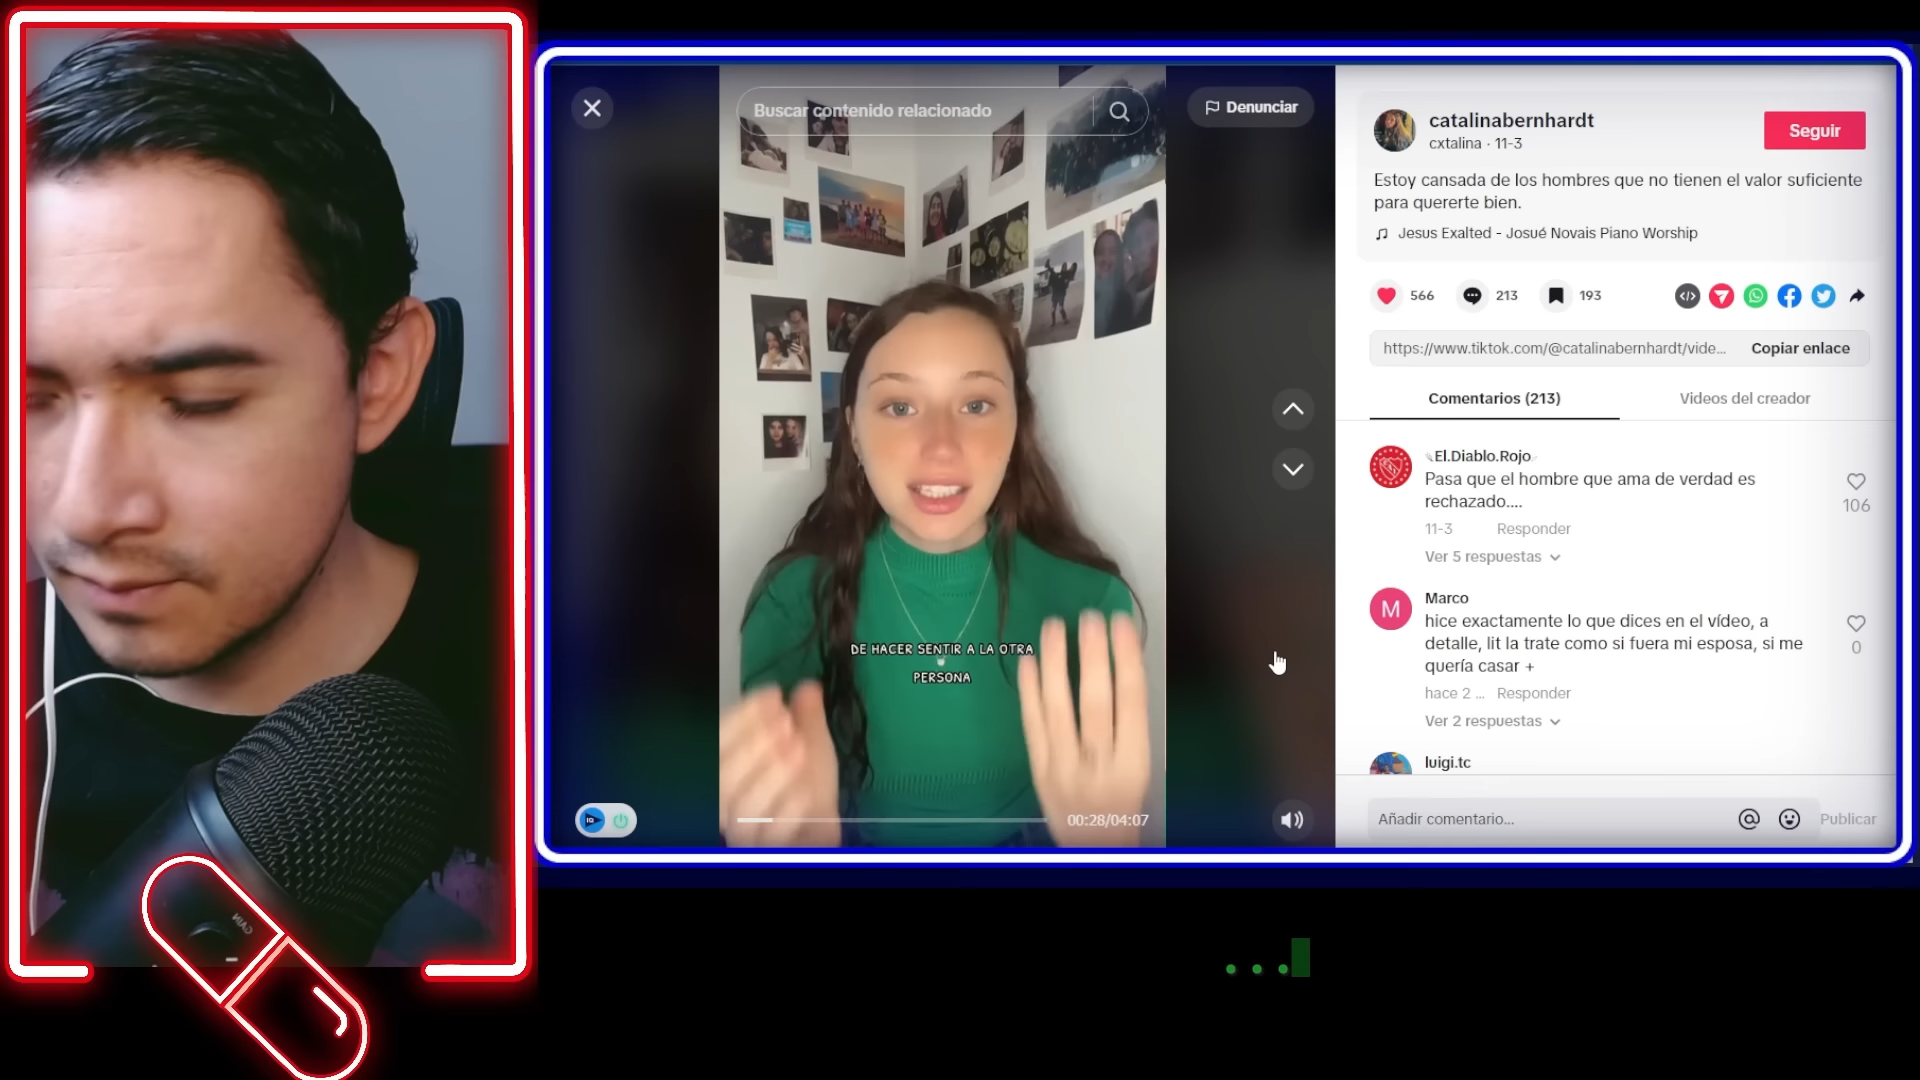 Buscar contenido relacionado
Denunciar
DE HACER SENTIR A LA OTRA
PERSONA
00:28/04:07
catalinabernhardt
cxtalina · 11-3
Seguir
Estoy cansada de los hombres que no tienen el valor suficiente
para quererte bien.
Jesus Exalted - Josué Novais Piano Worship
566
213
193
https://www.tiktok.com/@catalinabernhardt/vide...
Copiar enlace
Comentarios (213)
Videos del creador
El.Diablo.Rojo
Pasa que el hombre que ama de verdad es
rechazado....
106
11-3
Responder
Ver 5 respuestas
M
Marco
hice exactamente lo que dices en el vídeo, a
detalle, lit la trate como si fuera mi esposa, si me
quería casar +
0
hace 2 ...
Responder
Ver 2 respuestas
luigi.tc
Añadir comentario...
Publicar
GAIN
...